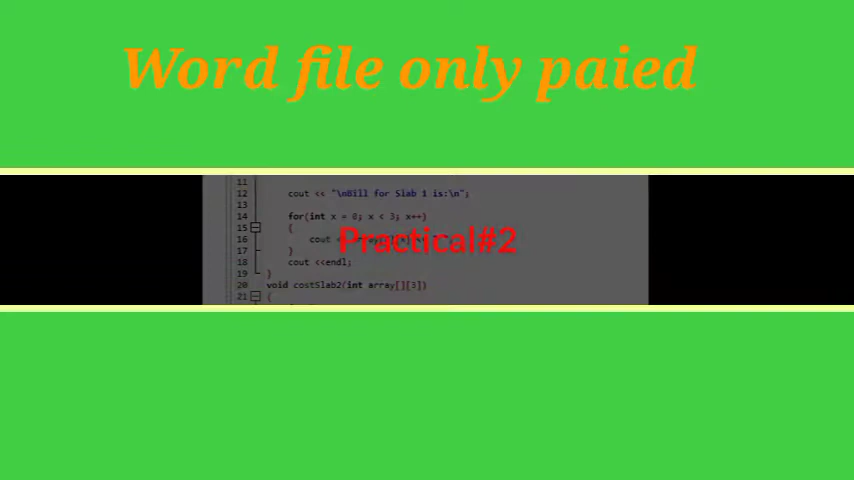 Word file only paied
11
12 cout << "\nBill for Slab 1 is:\n";
13
14 for(int x = 0; x < 3; x++)
15 {
Practical#2
16 cout
17 }
18 cout <<endl;
19 }
20 void costSlab2(int array[][3])
21 {